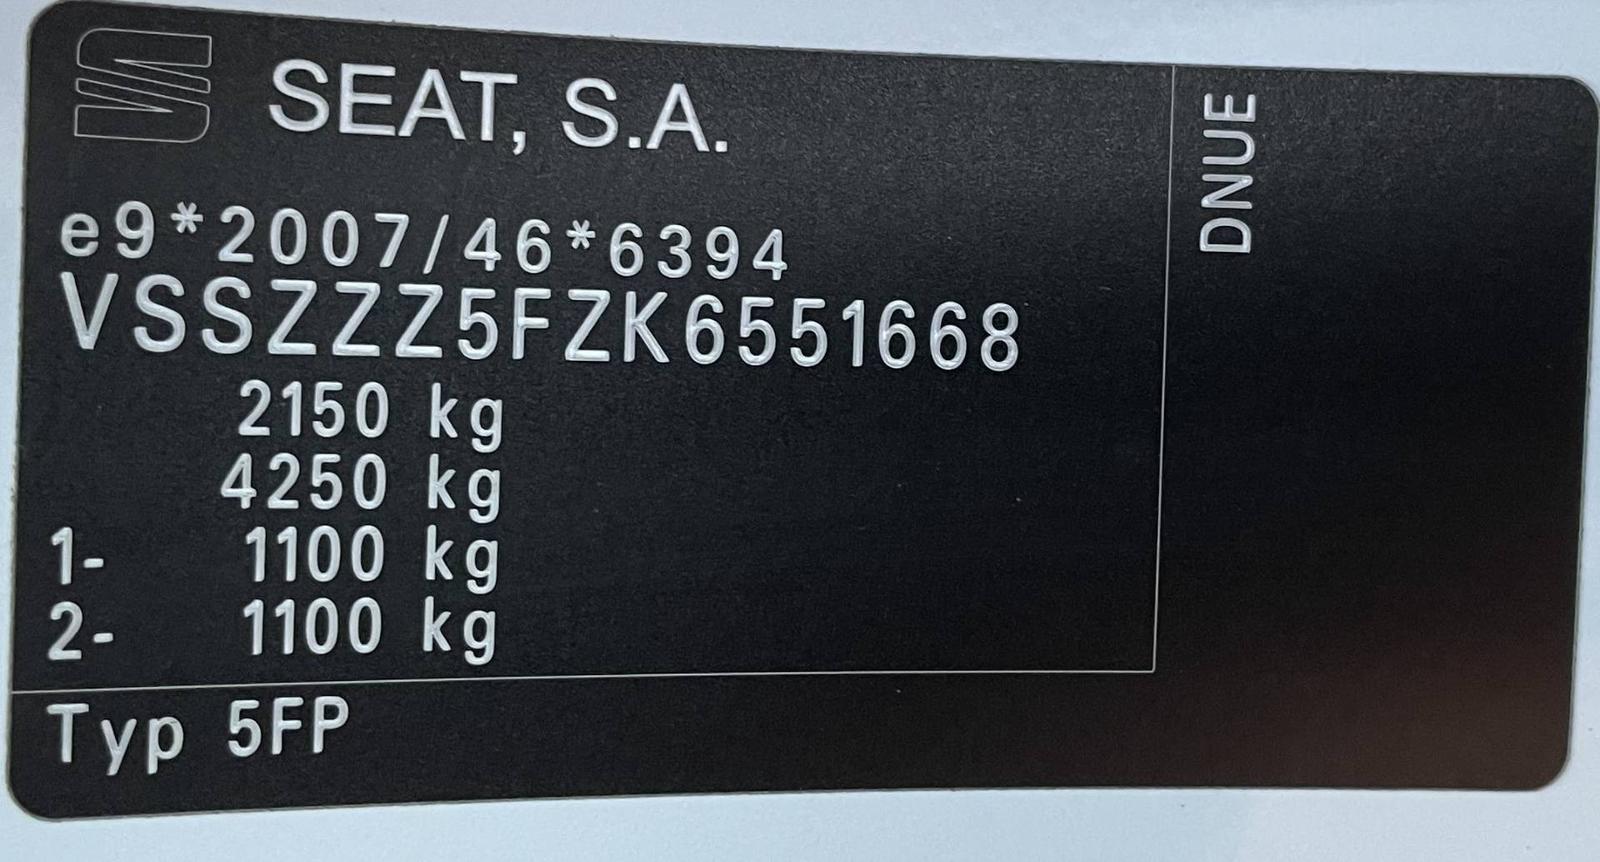 SEAT, S.A.
e9*2007/46*6394
VSSZZZ5FZK6551668
2150 kg
4250 kg
1- 1100 kg
2- 1100 kg
Typ 5FP
DNUE